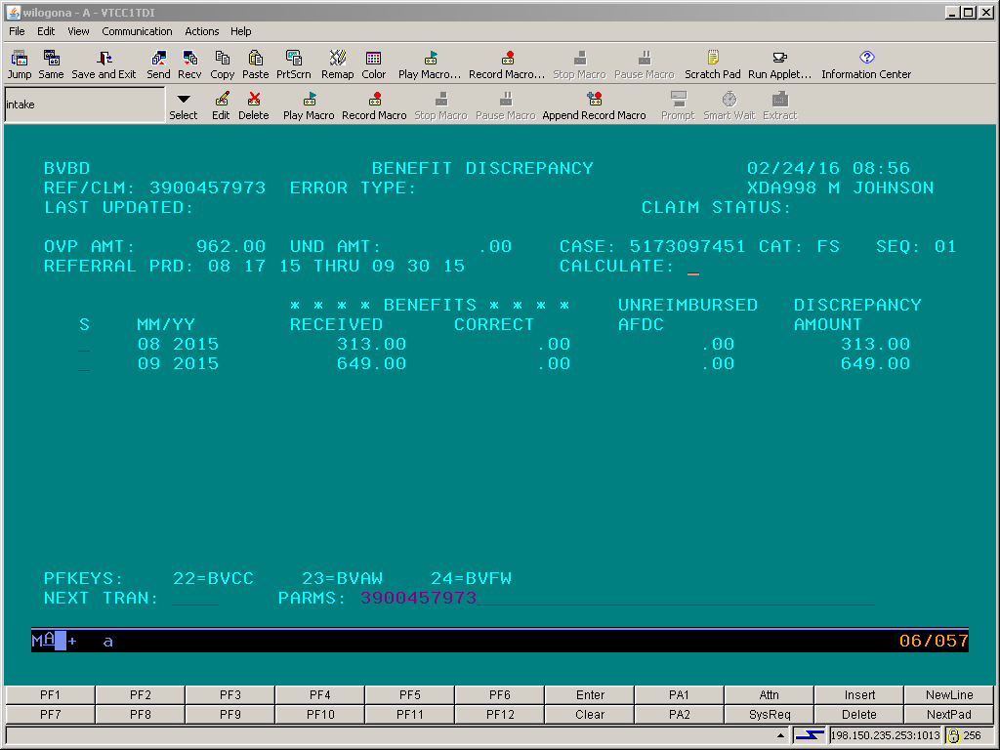 wilogona - A - VTCC1TDI
File Edit View Communication Actions Help
Jump Same Save and Exit Send Recv Copy Paste PrtScrn Remap Color Play Macro... Record Macro... Stop Macro Pause Macro Scratch Pad Run Applet... Information Center
intake Select Edit Delete Play Macro Record Macro Stop Macro Pause Macro Append Record Macro Prompt Smart Wait Extract
BVBD BENEFIT DISCREPANCY 02/24/16 08:56
REF/CLM: 3900457973 ERROR TYPE: XDA998 M JOHNSON
LAST UPDATED: CLAIM STATUS:
OVP AMT: 962.00 UND AMT: .00 CASE: 5173097451 CAT: FS SEQ: 01
REFERRAL PRD: 08 17 15 THRU 09 30 15 CALCULATE: _
* * * * BENEFITS * * * * UNREIMBURSED DISCREPANCY
S MM/YY RECEIVED CORRECT AFDC AMOUNT
_ 08 2015 313.00 .00 .00 313.00
_ 09 2015 649.00 .00 .00 649.00
PFKEYS: 22=BVCC 23=BVAW 24=BVFW
NEXT TRAN: ____ PARMS: 3900457973
MA + a 06/057
PF1 PF2 PF3 PF4 PF5 PF6 Enter PA1 Attn Insert NewLine
PF7 PF8 PF9 PF10 PF11 PF12 Clear PA2 SysReq Delete NextPad
198.150.235.253:1013 256